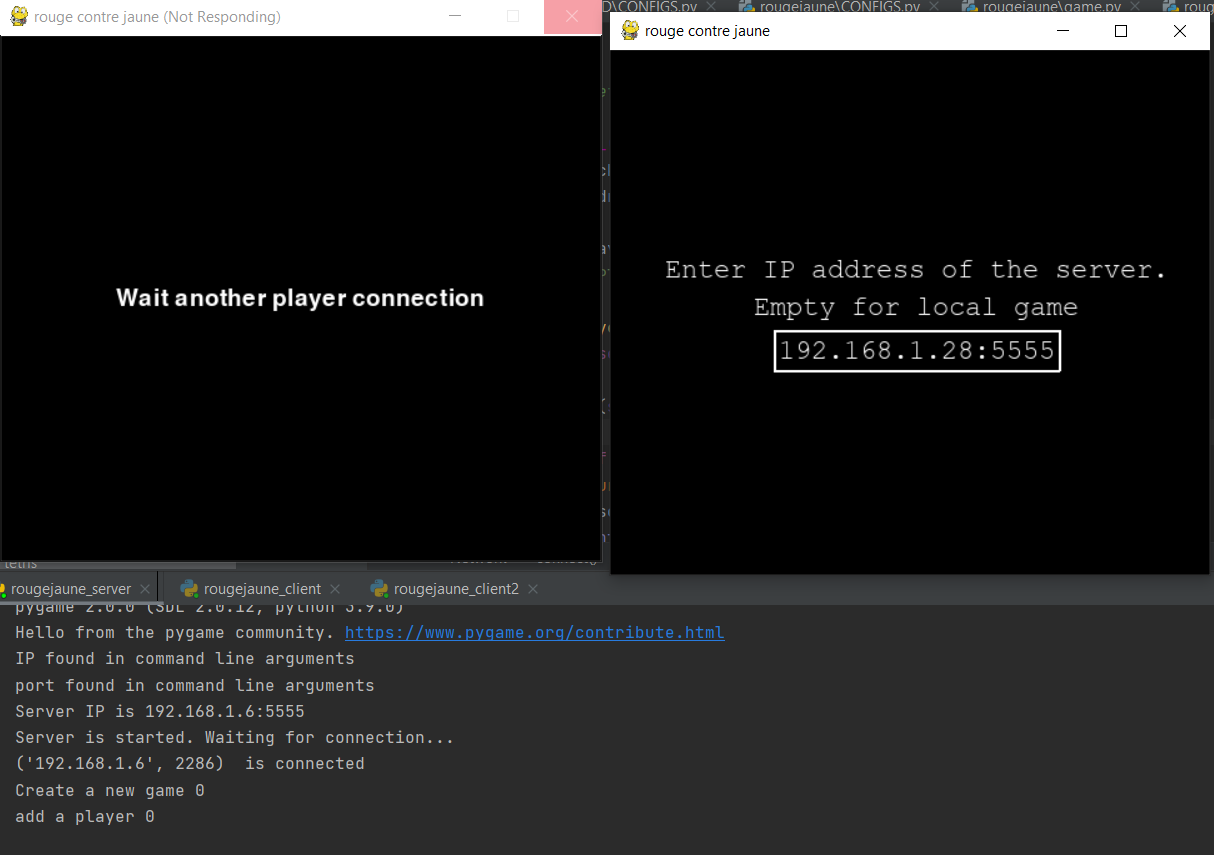 rouge contre jaune (Not Responding)
D\CONFIGS.py
rougejaune\CONFIGS.py
rougejaune\game.py
roug
rouge contre jaune
Wait another player connection
Enter IP address of the server.
Empty for local game
192.168.1.28:5555
tetris
rougejaune_server
rougejaune_client
rougejaune_client2
pygame 2.0.0 (SDL 2.0.12, python 3.9.0)
Hello from the pygame community. https://www.pygame.org/contribute.html
IP found in command line arguments
port found in command line arguments
Server IP is 192.168.1.6:5555
Server is started. Waiting for connection...
('192.168.1.6', 2286)  is connected
Create a new game 0
add a player 0